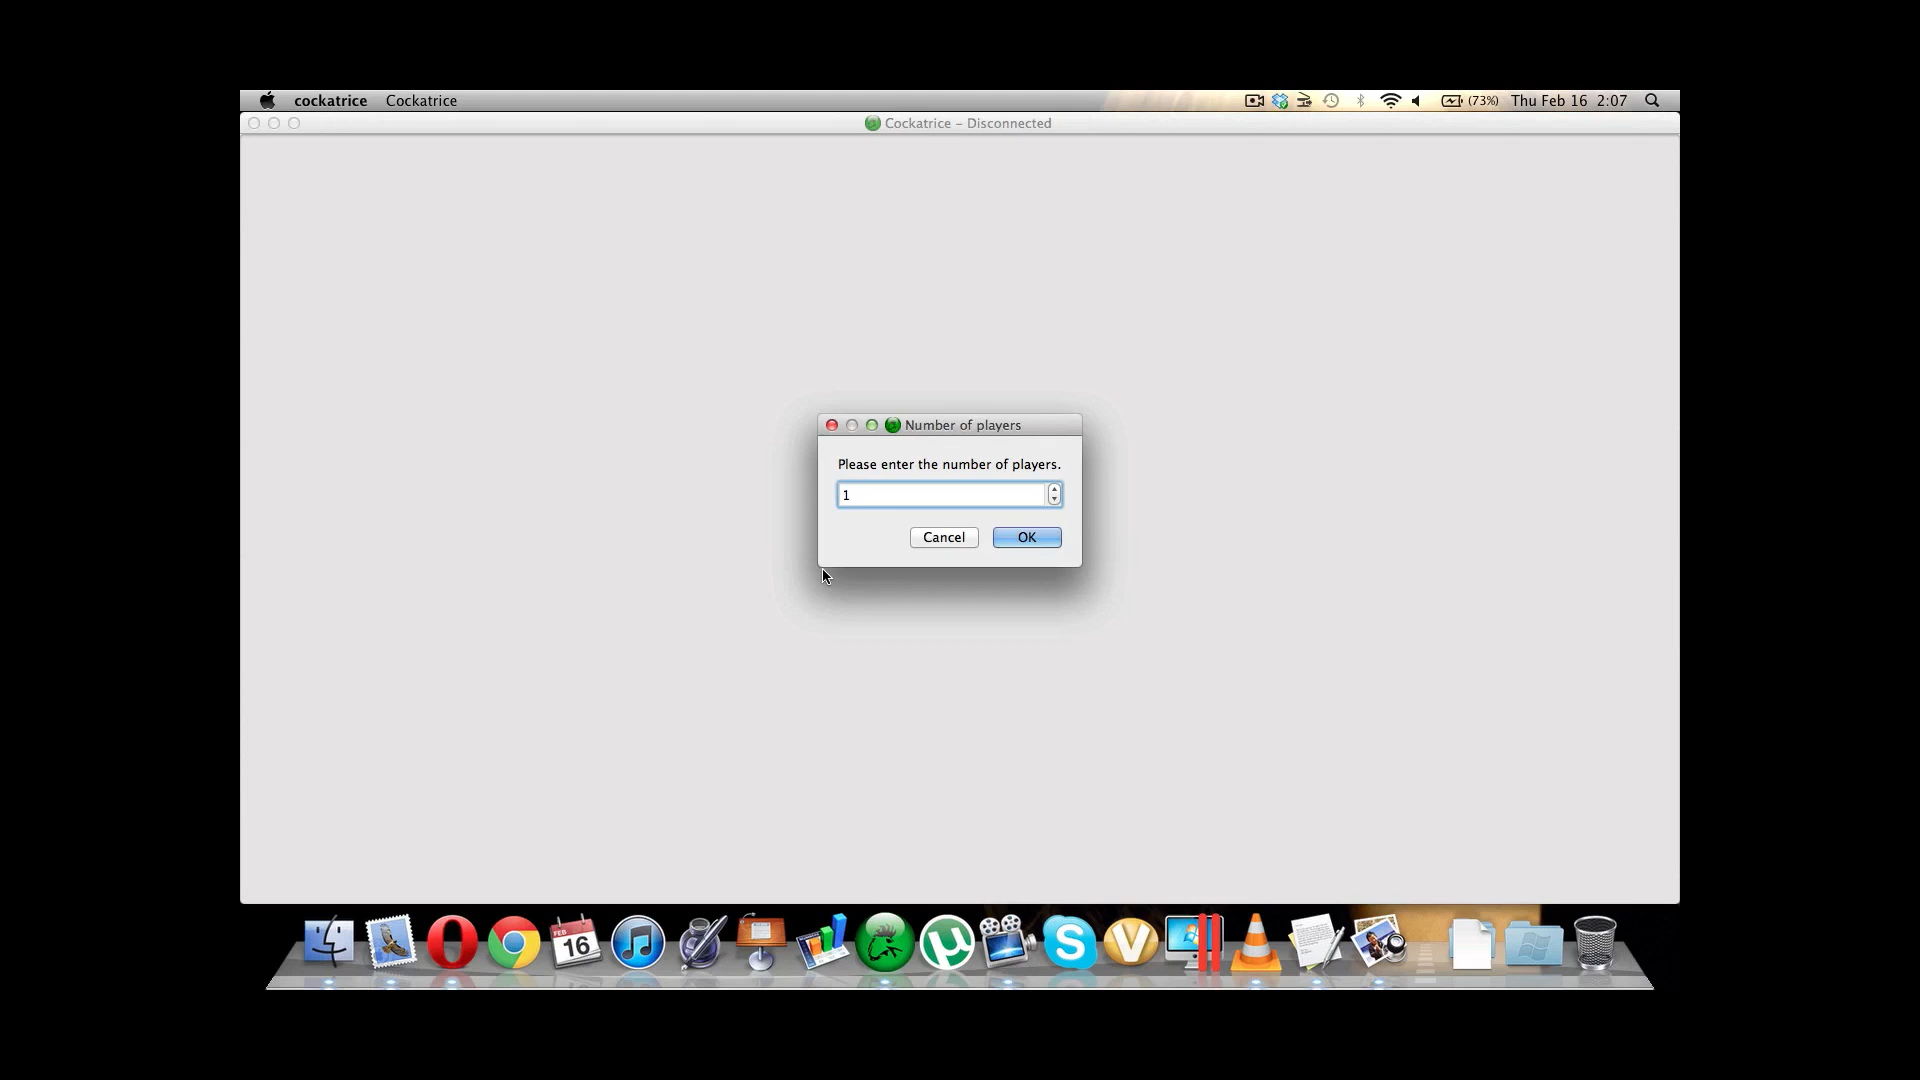 cockatrice Cockatrice (73%) Thu Feb 16 2:07
Cockatrice – Disconnected
Number of players
Please enter the number of players.
1
Cancel OK
FEB
16